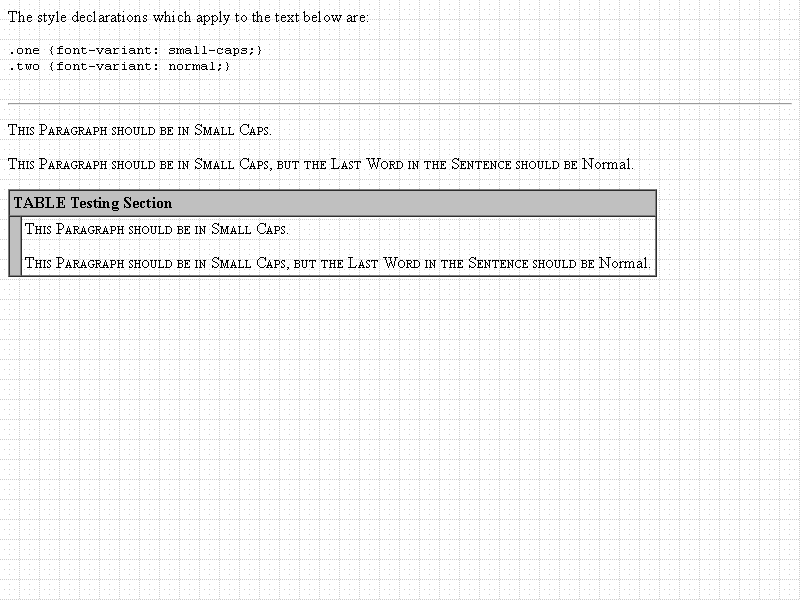 The style declarations which apply to the text below are:
.one {font-variant: small-caps;}
.two {font-variant: normal;}
This Paragraph should be in Small Caps.
This Paragraph should be in Small Caps, but the Last Word in the Sentence should be Normal.
TABLE Testing Section
This Paragraph should be in Small Caps.
This Paragraph should be in Small Caps, but the Last Word in the Sentence should be Normal.